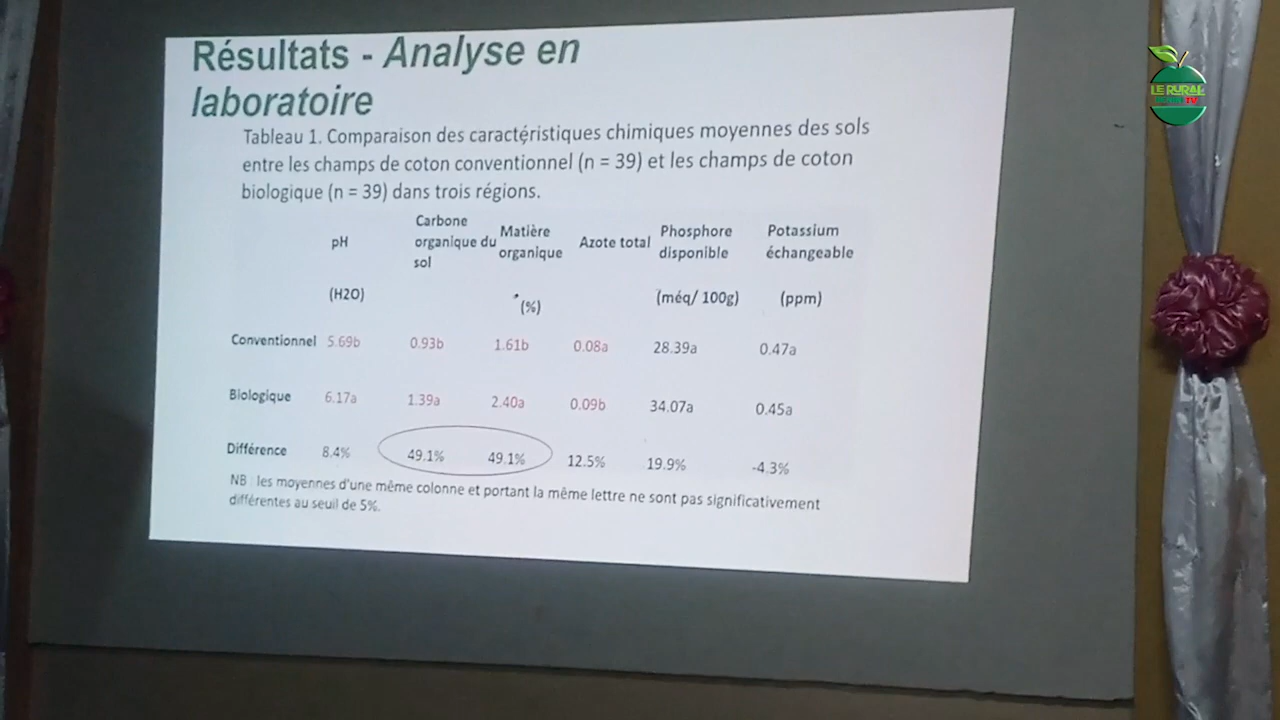 Résultats - Analyse en
laboratoire
Tableau 1. Comparaison des caractéristiques chimiques moyennes des sols
entre les champs de coton conventionnel (n = 39) et les champs de coton
biologique (n = 39) dans trois régions.
pH Carbone organique du sol Matière organique Azote total Phosphore disponible Potassium échangeable
(H2O) (%) (méq/ 100g) (ppm)
Conventionnel 5.69b 0.93b 1.61b 0.08a 28.39a 0.47a
Biologique 6.17a 1.39a 2.40a 0.09b 34.07a 0.45a
Différence 8.4% 49.1% 49.1% 12.5% 19.9% -4.3%
NB les moyennes d'une même colonne et portant la même lettre ne sont pas significativement
différentes au seuil de 5%.
LE RURAL
TV